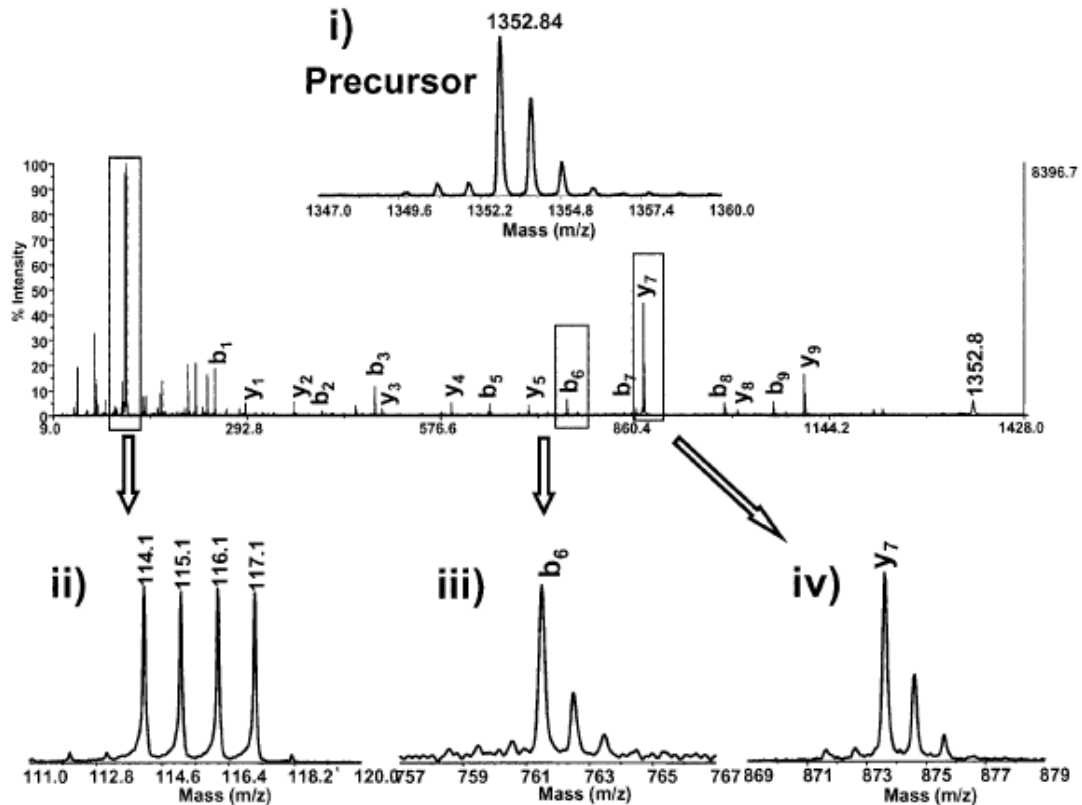 i)
1352.84
Precursor
1347.0 1349.6 1352.2 1354.8 1357.4 1360.0
Mass (m/z)
8396.7
% Intensity
100
90
80
70
60
50
40
30
20
10
0
b1 y1 y2 b2 b3 y3 y4 b5 y5 b6 b7 y7 b8 y8 b9 y9 1352.8
9.0 292.8 576.6 860.4 1144.2 1428.0
ii)
114.1 115.1 116.1 117.1
111.0 112.8 114.6 116.4 118.2 120.0
Mass (m/z)
iii)
b6
757 759 761 763 765 767
Mass (m/z)
iv)
y7
869 871 873 875 877 879
Mass (m/z)